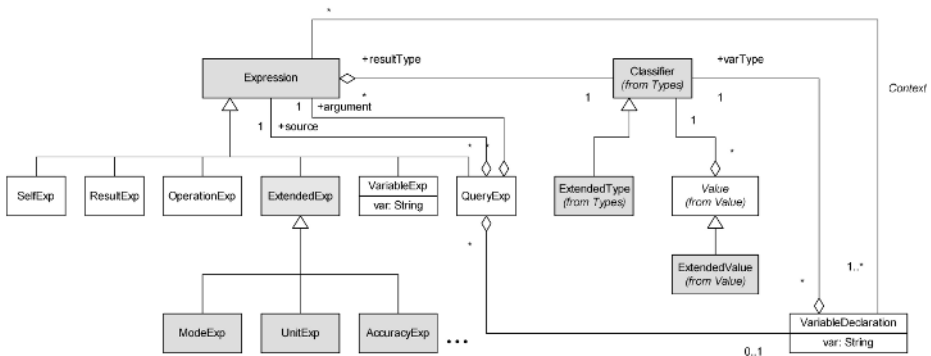 *
+resultType
+varType
Expression
Classifier
(from Types)
Context
*
1 +argument
1
1
1 +source
1
* *
*
SelfExp
ResultExp
OperationExp
ExtendedExp
VariableExp
var: String
QueryExp
ExtendedType
(from Types)
Value
(from Value)
*
ExtendedValue
(from Value)
1..*
*
ModeExp
UnitExp
AccuracyExp
...
VariableDeclaration
var: String
0..1